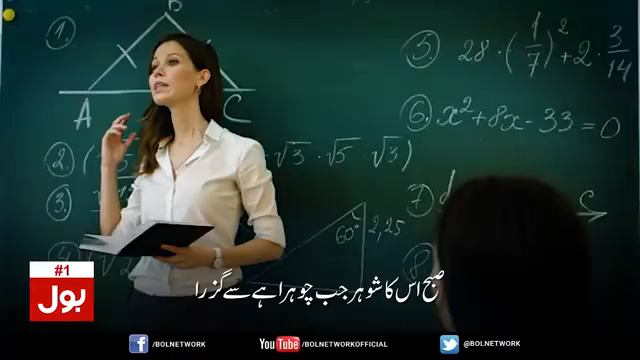 1.
B
A
C
5. 28·(1/7)²+2·3/14
6. x²+8x-33=0
2.
√3·√5 √3)
3.
7)
C
60°
2,25
صبح اس کا شوہر جب چوہراہے سے گزرا
#1
بول
/BOLNETWORK
YouTube /BOLNETWORKOFFICIAL
@BOLNETWORK